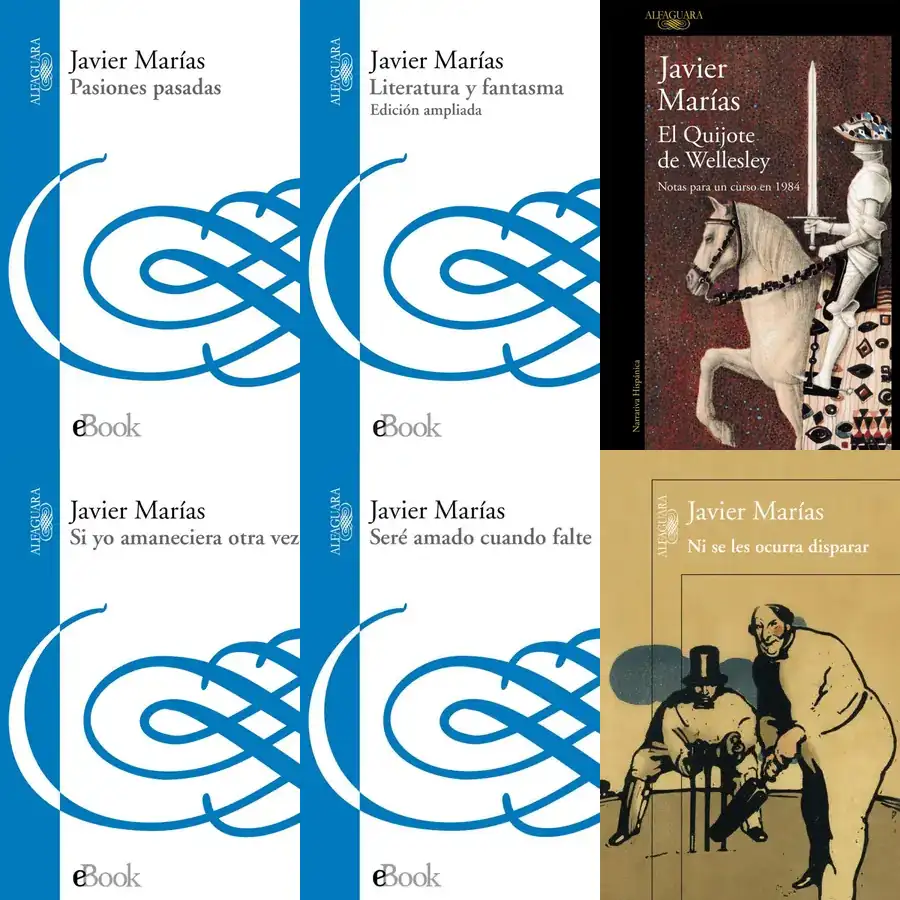 ALFAGUARA
Javier Marías
Pasiones pasadas
eBook
ALFAGUARA
Javier Marías
Literatura y fantasma
Edición ampliada
eBook
ALFAGUARA
Javier
Marías
El Quijote
de Wellesley
Notas para un curso en 1984
Narrativa Hispánica
ALFAGUARA
Javier Marías
Si yo amaneciera otra vez
eBook
ALFAGUARA
Javier Marías
Seré amado cuando falte
eBook
ALFAGUARA
Javier Marías
Ni se les ocurra disparar